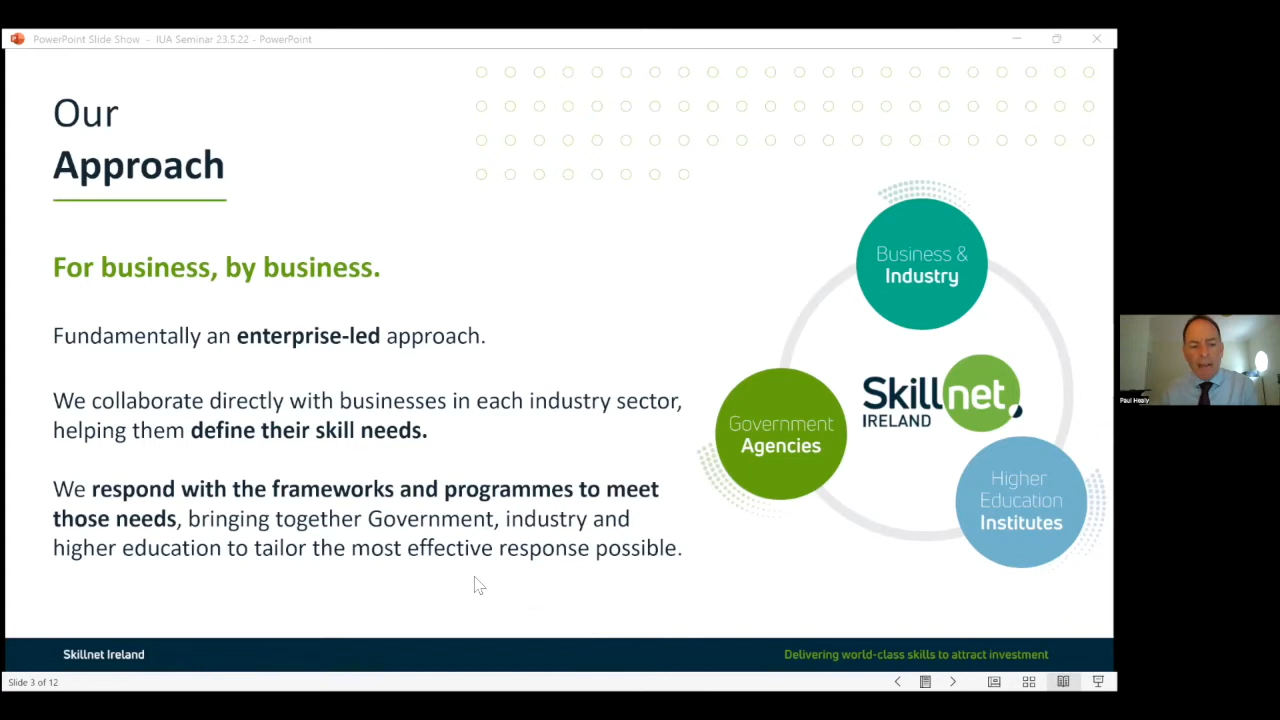 PowerPoint Slide Show - IUA Seminar 23.5.22 - PowerPoint
Our
Approach
For business, by business.
Fundamentally an enterprise-led approach.
We collaborate directly with businesses in each industry sector,
helping them define their skill needs.
We respond with the frameworks and programmes to meet
those needs, bringing together Government, industry and
higher education to tailor the most effective response possible.
Business &
Industry
Skillnet
IRELAND
Government
Agencies
Higher
Education
Institutes
Paul Healy
Skillnet Ireland
Delivering world-class skills to attract investment
Slide 3 of 12